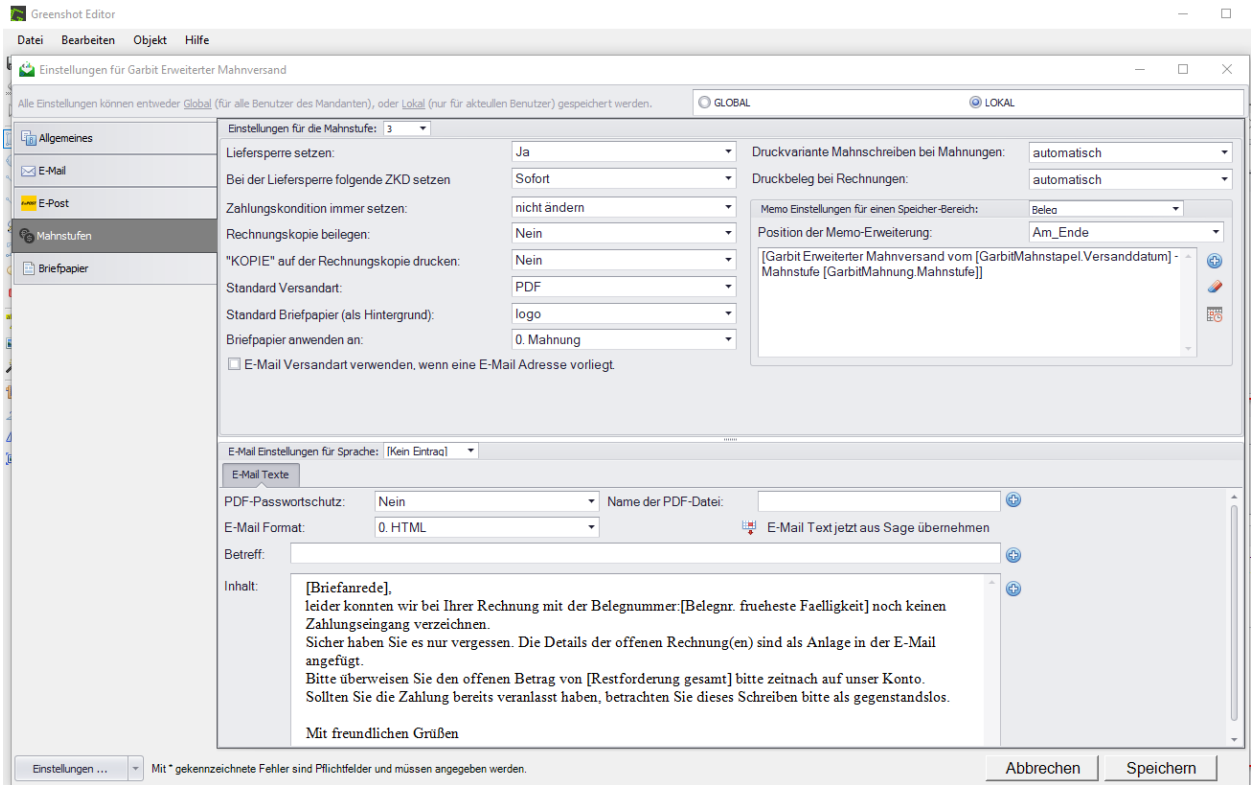 Greenshot Editor
Datei Bearbeiten Objekt Hilfe
Einstellungen für Garbit Erweiterter Mahnversand
Alle Einstellungen können entweder Global (für alle Benutzer des Mandanten), oder Lokal (nur für akteullen Benutzer) gespeichert werden.
GLOBAL
LOKAL
Allgemeines
E-Mail
E-Post
Mahnstufen
Briefpapier
Einstellungen für die Mahnstufe: 3
Liefersperre setzen: Ja
Bei der Liefersperre folgende ZKD setzen Sofort
Zahlungskondition immer setzen: nicht ändern
Rechnungskopie beilegen: Nein
"KOPIE" auf der Rechnungskopie drucken: Nein
Standard Versandart: PDF
Standard Briefpapier (als Hintergrund): logo
Briefpapier anwenden an: 0. Mahnung
E-Mail Versandart verwenden, wenn eine E-Mail Adresse vorliegt.
Druckvariante Mahnschreiben bei Mahnungen: automatisch
Druckbeleg bei Rechnungen: automatisch
Memo Einstellungen für einen Speicher-Bereich: Beleg
Position der Memo-Erweiterung: Am_Ende
[Garbit Erweiterter Mahnversand vom [GarbitMahnstapel.Versanddatum] -
Mahnstufe [GarbitMahnung.Mahnstufe]]
E-Mail Einstellungen für Sprache: [Kein Eintrag]
E-Mail Texte
PDF-Passwortschutz: Nein
Name der PDF-Datei:
E-Mail Format: 0. HTML
E-Mail Text jetzt aus Sage übernehmen
Betreff:
Inhalt:
[Briefanrede],
leider konnten wir bei Ihrer Rechnung mit der Belegnummer:[Belegnr. frueheste Faelligkeit] noch keinen
Zahlungseingang verzeichnen.
Sicher haben Sie es nur vergessen. Die Details der offenen Rechnung(en) sind als Anlage in der E-Mail
angefügt.
Bitte überweisen Sie den offenen Betrag von [Restforderung gesamt] bitte zeitnach auf unser Konto.
Sollten Sie die Zahlung bereits veranlasst haben, betrachten Sie dieses Schreiben bitte als gegenstandslos.
Mit freundlichen Grüßen
Einstellungen ...
Mit * gekennzeichnete Fehler sind Pflichtfelder und müssen angegeben werden.
Abbrechen
Speichern